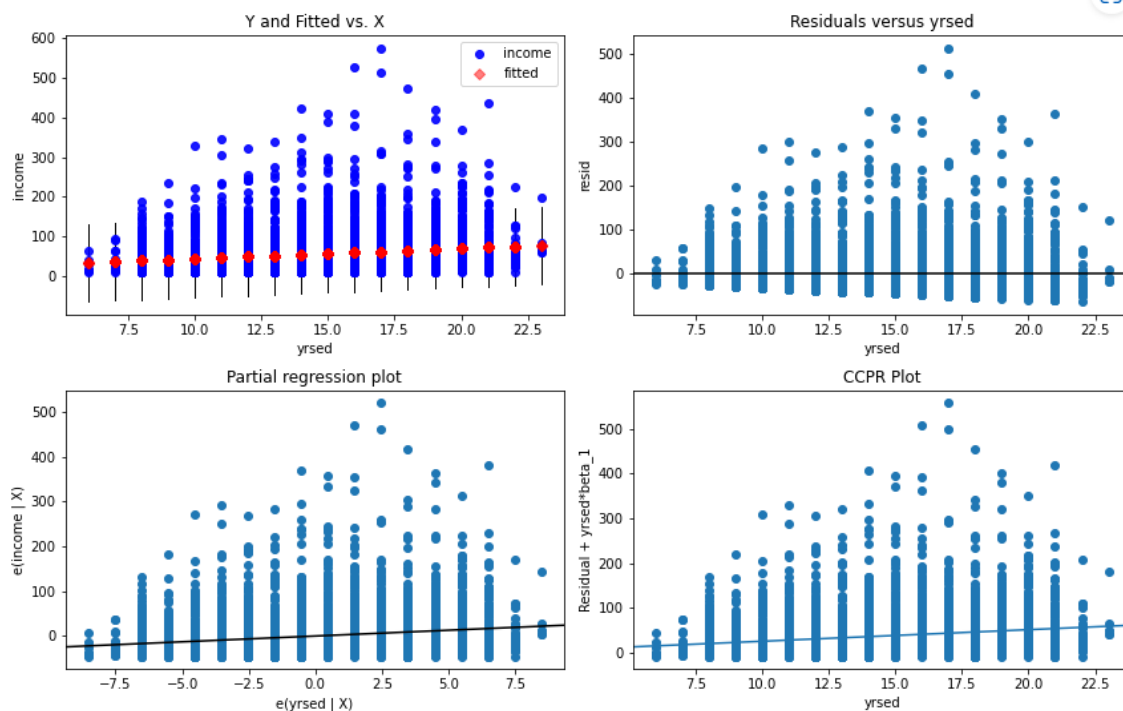 Y and Fitted vs. X
600
500
400
300
200
100
0
income
income
fitted
7.5 10.0 12.5 15.0 17.5 20.0 22.5
yrsed
Residuals versus yrsed
500
400
300
200
100
0
resid
7.5 10.0 12.5 15.0 17.5 20.0 22.5
yrsed
Partial regression plot
500
400
300
200
100
0
e(income | X)
−7.5 −5.0 −2.5 0.0 2.5 5.0 7.5
e(yrsed | X)
CCPR Plot
500
400
300
200
100
0
Residual + yrsed*beta_1
7.5 10.0 12.5 15.0 17.5 20.0 22.5
yrsed